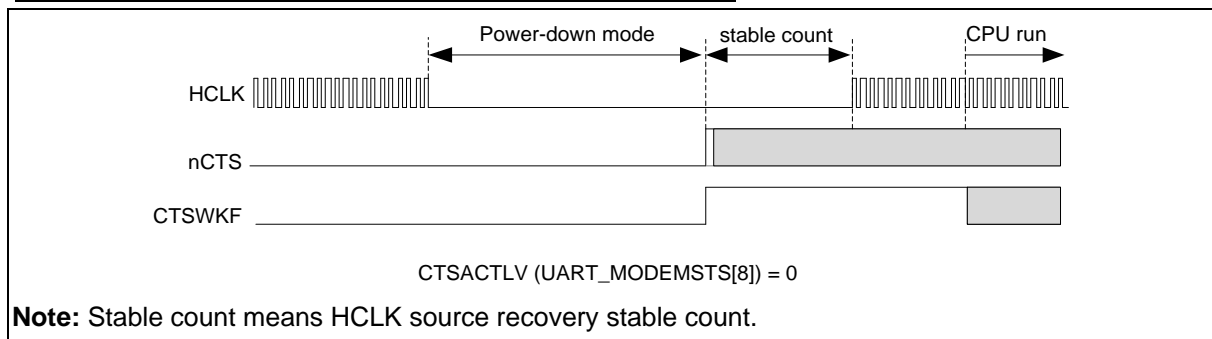 Power-down mode stable count CPU run
HCLK
nCTS
CTSWKF
CTSACTLV (UART_MODEMSTS[8]) = 0
Note: Stable count means HCLK source recovery stable count.